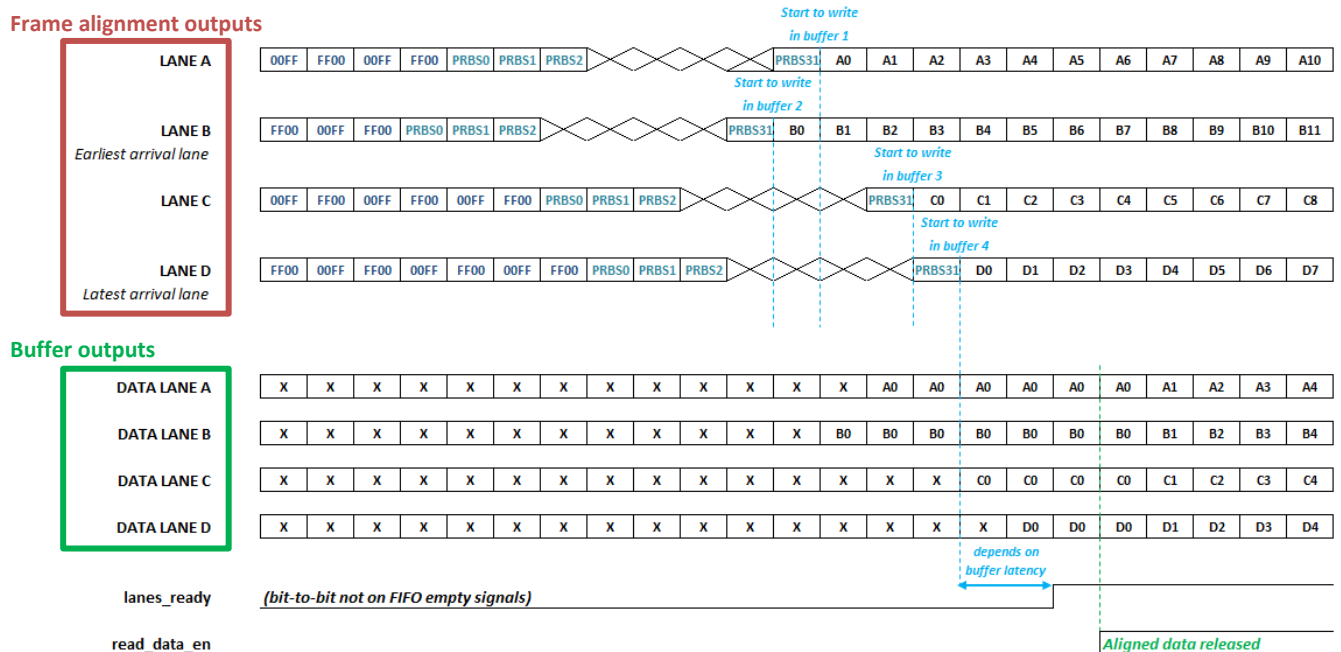 Frame alignment outputs
Start to write
in buffer 1
LANE A 00FF FF00 00FF FF00 PRBS0 PRBS1 PRBS2 PRBS31 A0 A1 A2 A3 A4 A5 A6 A7 A8 A9 A10
Start to write
in buffer 2
LANE B FF00 00FF FF00 PRBS0 PRBS1 PRBS2 PRBS31 B0 B1 B2 B3 B4 B5 B6 B7 B8 B9 B10 B11
Earliest arrival lane
Start to write
in buffer 3
LANE C 00FF FF00 00FF FF00 00FF FF00 PRBS0 PRBS1 PRBS2 PRBS31 C0 C1 C2 C3 C4 C5 C6 C7 C8
Start to write
in buffer 4
LANE D FF00 00FF FF00 00FF FF00 00FF FF00 PRBS0 PRBS1 PRBS2 PRBS31 D0 D1 D2 D3 D4 D5 D6 D7
Latest arrival lane
Buffer outputs
DATA LANE A X X X X X X X X X X X X X A0 A0 A0 A0 A0 A0 A1 A2 A3 A4
DATA LANE B X X X X X X X X X X X X B0 B0 B0 B0 B0 B0 B0 B1 B2 B3 B4
DATA LANE C X X X X X X X X X X X X X X X C0 C0 C0 C0 C1 C2 C3 C4
DATA LANE D X X X X X X X X X X X X X X X X D0 D0 D0 D1 D2 D3 D4
depends on
buffer latency
lanes_ready (bit-to-bit not on FIFO empty signals)
read_data_en Aligned data released